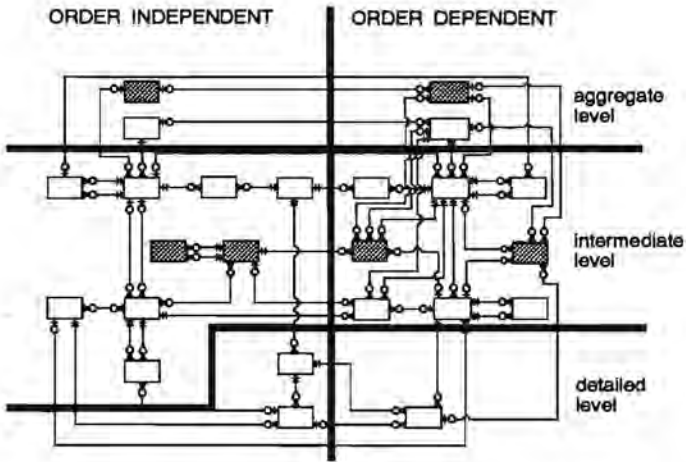 ORDER INDEPENDENT
ORDER DEPENDENT
aggregate
level
intermediate
level
detailed
level